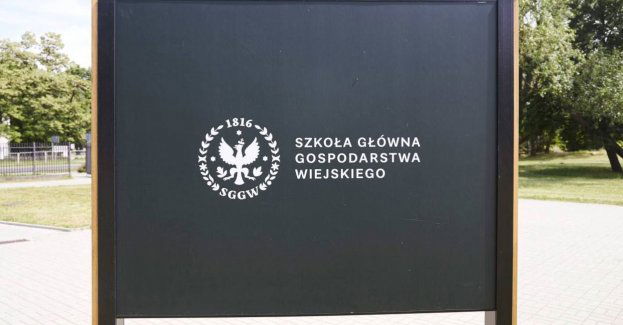 1816
SGGW
SZKOŁA GŁÓWNA
GOSPODARSTWA
WIEJSKIEGO